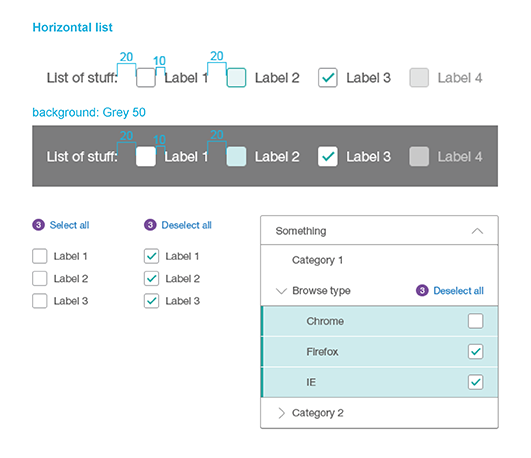 Horizontal list
20 10 20
List of stuff: Label 1 Label 2 Label 3 Label 4
background: Grey 50
20 10 20
List of stuff: Label 1 Label 2 Label 3 Label 4
3 Select all
Label 1
Label 2
Label 3
3 Deselect all
Label 1
Label 2
Label 3
Something
Category 1
Browse type 3 Deselect all
Chrome
Firefox
IE
Category 2